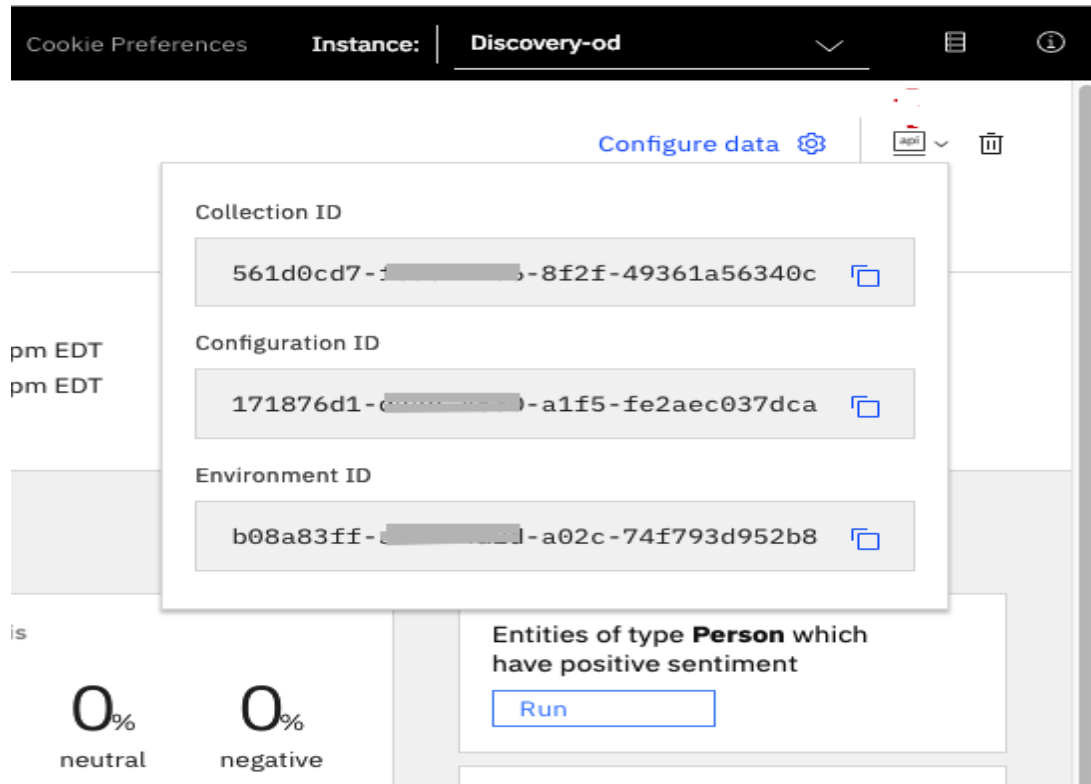 Cookie Preferences Instance: Discovery-od
Configure data api
Collection ID
561d0cd7- -8f2f-49361a56340c
Configuration ID
pm EDT
171876d1- -a1f5-fe2aec037dca
pm EDT
Environment ID
b08a83ff- -a02c-74f793d952b8
is
Entities of type Person which
have positive sentiment
Run
0% 0%
neutral negative